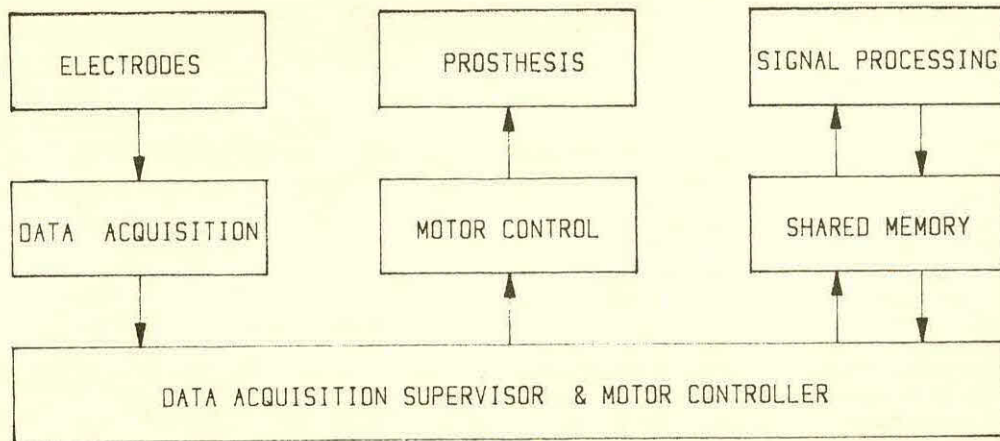 ELECTRODES
PROSTHESIS
SIGNAL PROCESSING
DATA ACQUISITION
MOTOR CONTROL
SHARED MEMORY
DATA ACQUISITION SUPERVISOR & MOTOR CONTROLLER